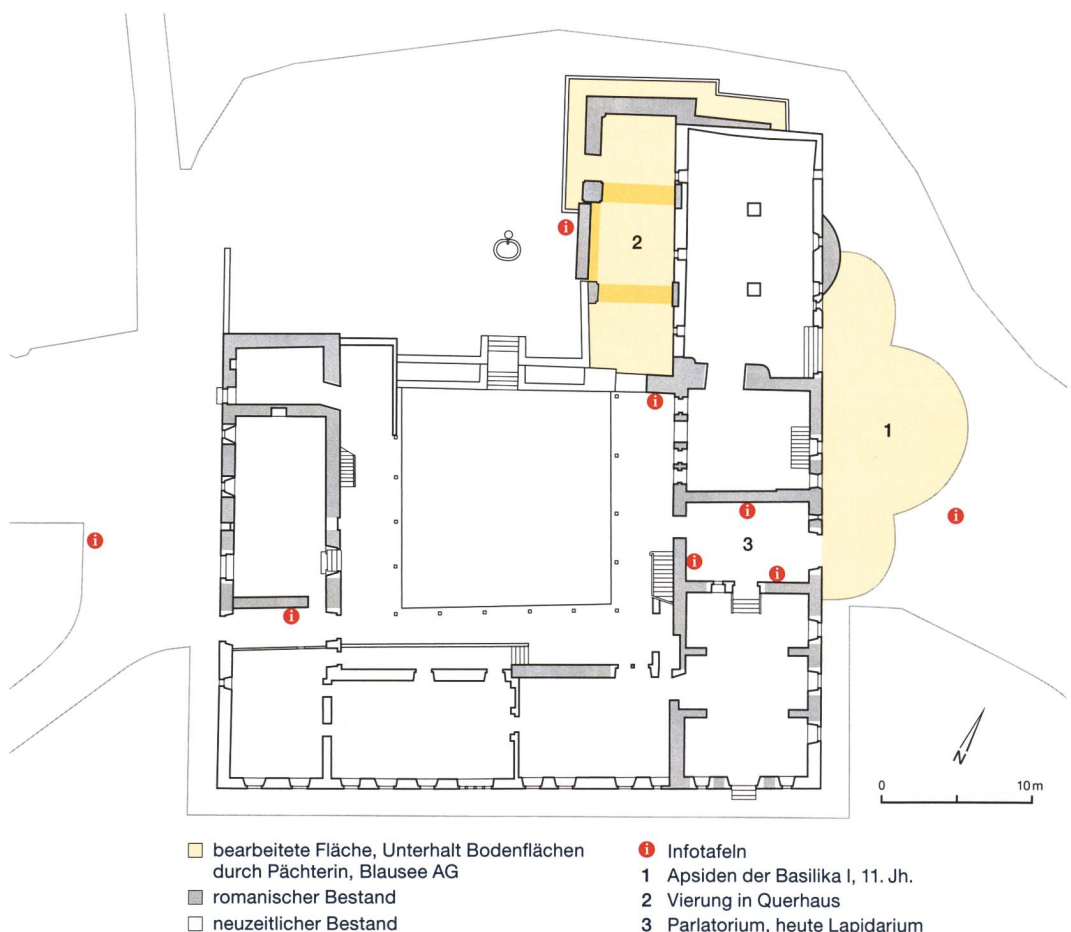 2
1
3
N
0 10 m
bearbeitete Fläche, Unterhalt Bodenflächen
durch Pächterin, Blausee AG
romanischer Bestand
neuzeitlicher Bestand
i Infotafeln
1 Apsiden der Basilika I, 11. Jh.
2 Vierung in Querhaus
3 Parlatorium, heute Lapidarium